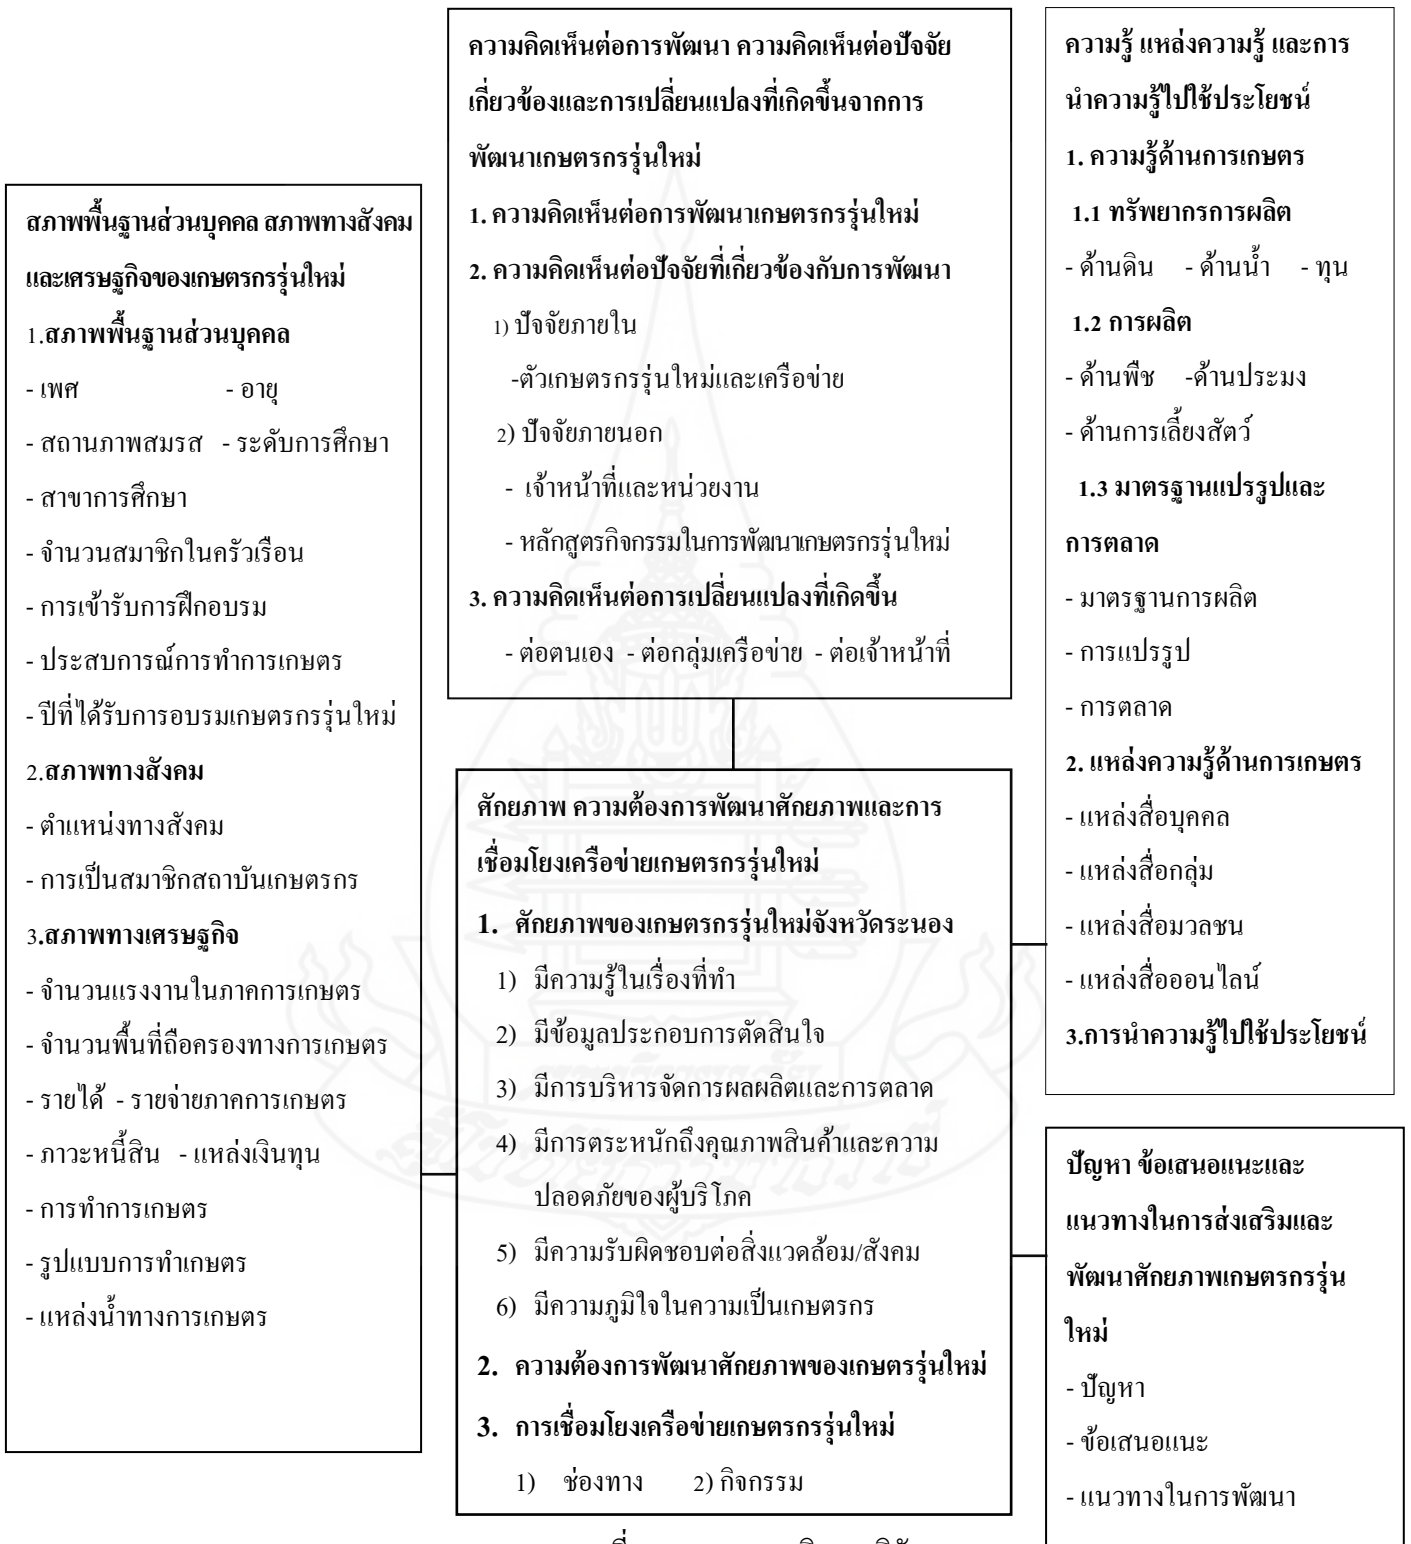 สภาพพื้นฐานส่วนบุคคล สภาพทางสังคม
และเศรษฐกิจของเกษตรกรรุ่นใหม่
1.สภาพพื้นฐานส่วนบุคคล
- เพศ - อายุ
- สถานภาพสมรส - ระดับการศึกษา
- สาขาการศึกษา
- จำนวนสมาชิกในครัวเรือน
- การเข้ารับการฝึกอบรม
- ประสบการณ์การทำการเกษตร
- ปีที่ได้รับการอบรมเกษตรกรรุ่นใหม่
2.สภาพทางสังคม
- ตำแหน่งทางสังคม
- การเป็นสมาชิกสถาบันเกษตรกร
3.สภาพทางเศรษฐกิจ
- จำนวนแรงงานในภาคการเกษตร
- จำนวนพื้นที่ถือครองทางการเกษตร
- รายได้ - รายจ่ายภาคการเกษตร
- ภาวะหนี้สิน - แหล่งเงินทุน
- การทำการเกษตร
- รูปแบบการทำเกษตร
- แหล่งน้ำทางการเกษตร
ความคิดเห็นต่อการพัฒนา ความคิดเห็นต่อปัจจัย
เกี่ยวข้องและการเปลี่ยนแปลงที่เกิดขึ้นจากการ
พัฒนาเกษตรกรรุ่นใหม่
1. ความคิดเห็นต่อการพัฒนาเกษตรกรรุ่นใหม่
2. ความคิดเห็นต่อปัจจัยที่เกี่ยวข้องกับการพัฒนา
1) ปัจจัยภายใน
-ตัวเกษตรกรรุ่นใหม่และเครือข่าย
2) ปัจจัยภายนอก
- เจ้าหน้าที่และหน่วยงาน
- หลักสูตรกิจกรรมในการพัฒนาเกษตรกรรุ่นใหม่
3. ความคิดเห็นต่อการเปลี่ยนแปลงที่เกิดขึ้น
- ต่อตนเอง - ต่อกลุ่มเครือข่าย - ต่อเจ้าหน้าที่
ศักยภาพ ความต้องการพัฒนาศักยภาพและการ
เชื่อมโยงเครือข่ายเกษตรกรรุ่นใหม่
1. ศักยภาพของเกษตรกรรุ่นใหม่จังหวัดระนอง
1) มีความรู้ในเรื่องที่ทำ
2) มีข้อมูลประกอบการตัดสินใจ
3) มีการบริหารจัดการผลผลิตและการตลาด
4) มีการตระหนักถึงคุณภาพสินค้าและความ
ปลอดภัยของผู้บริโภค
5) มีความรับผิดชอบต่อสิ่งแวดล้อม/สังคม
6) มีความภูมิใจในความเป็นเกษตรกร
2. ความต้องการพัฒนาศักยภาพของเกษตรรุ่นใหม่
3. การเชื่อมโยงเครือข่ายเกษตรกรรุ่นใหม่
1) ช่องทาง 2) กิจกรรม
ความรู้ แหล่งความรู้ และการ
นำความรู้ไปใช้ประโยชน์
1. ความรู้ด้านการเกษตร
1.1 ทรัพยากรการผลิต
- ด้านดิน - ด้านน้ำ - ทุน
1.2 การผลิต
- ด้านพืช -ด้านประมง
- ด้านการเลี้ยงสัตว์
1.3 มาตรฐานแปรรูปและ
การตลาด
- มาตรฐานการผลิต
- การแปรรูป
- การตลาด
2. แหล่งความรู้ด้านการเกษตร
- แหล่งสื่อบุคคล
- แหล่งสื่อกลุ่ม
- แหล่งสื่อมวลชน
- แหล่งสื่อออนไลน์
3.การนำความรู้ไปใช้ประโยชน์
ปัญหา ข้อเสนอแนะและ
แนวทางในการส่งเสริมและ
พัฒนาศักยภาพเกษตรกรรุ่น
ใหม่
- ปัญหา
- ข้อเสนอแนะ
- แนวทางในการพัฒนา